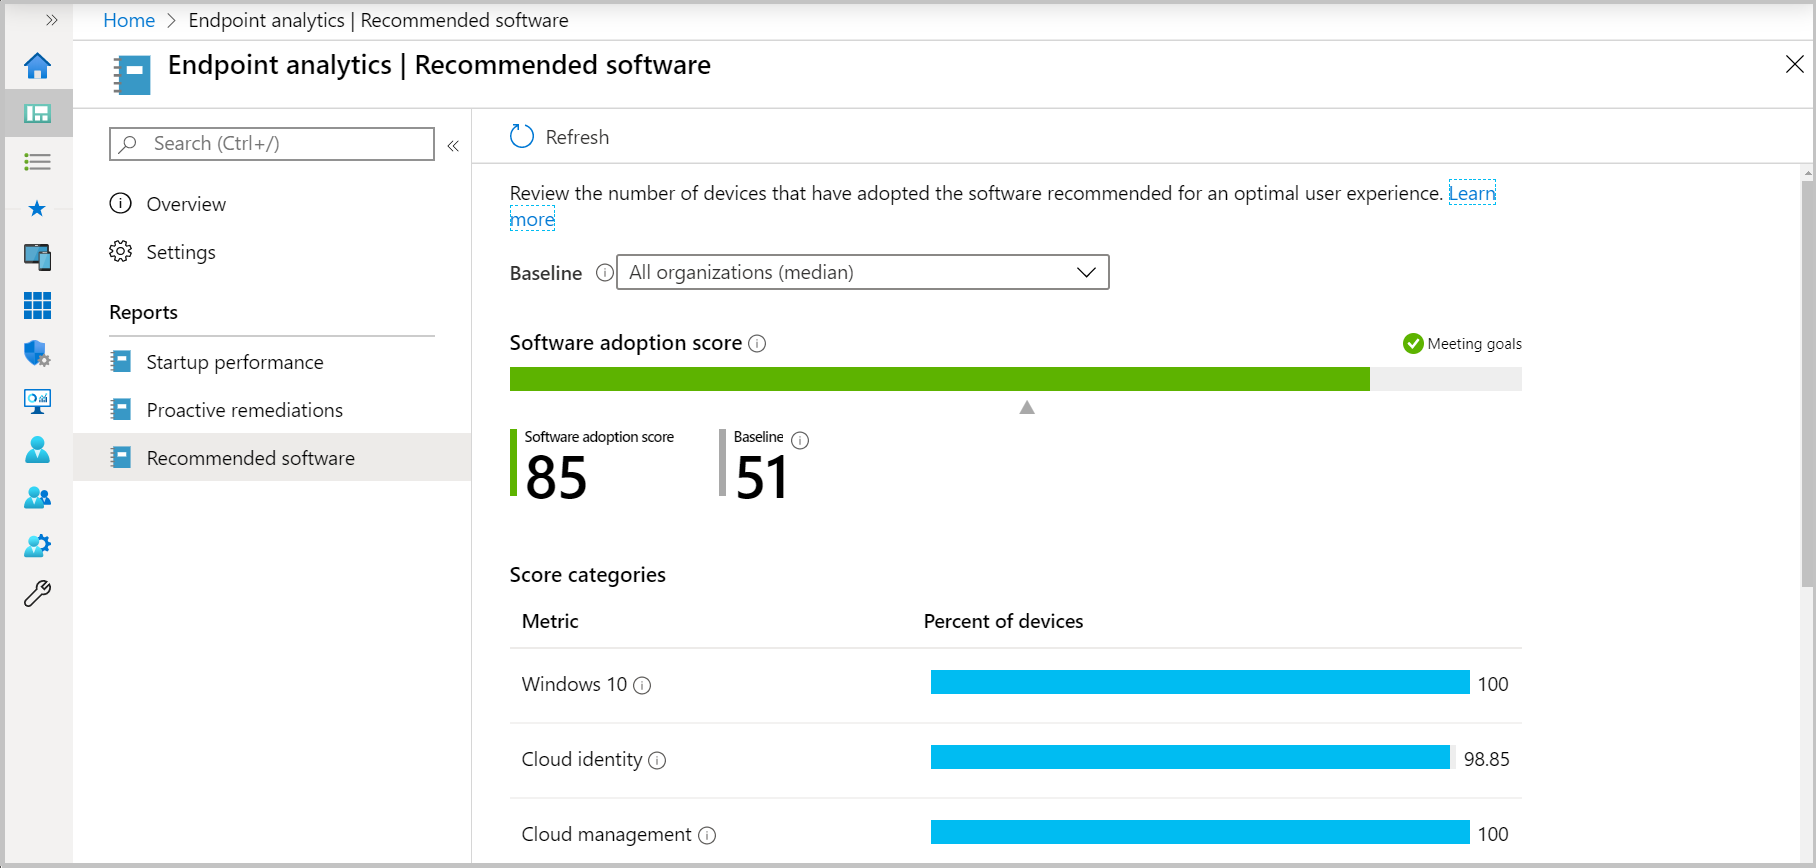 Home > Endpoint analytics | Recommended software
Endpoint analytics | Recommended software
Search (Ctrl+/)
Overview
Settings
Reports
Startup performance
Proactive remediations
Recommended software
Refresh
Review the number of devices that have adopted the software recommended for an optimal user experience. Learn
more
Baseline All organizations (median)
Software adoption score
Meeting goals
Software adoption score
85
Baseline
51
Score categories
Metric Percent of devices
Windows 10 100
Cloud identity 98.85
Cloud management 100